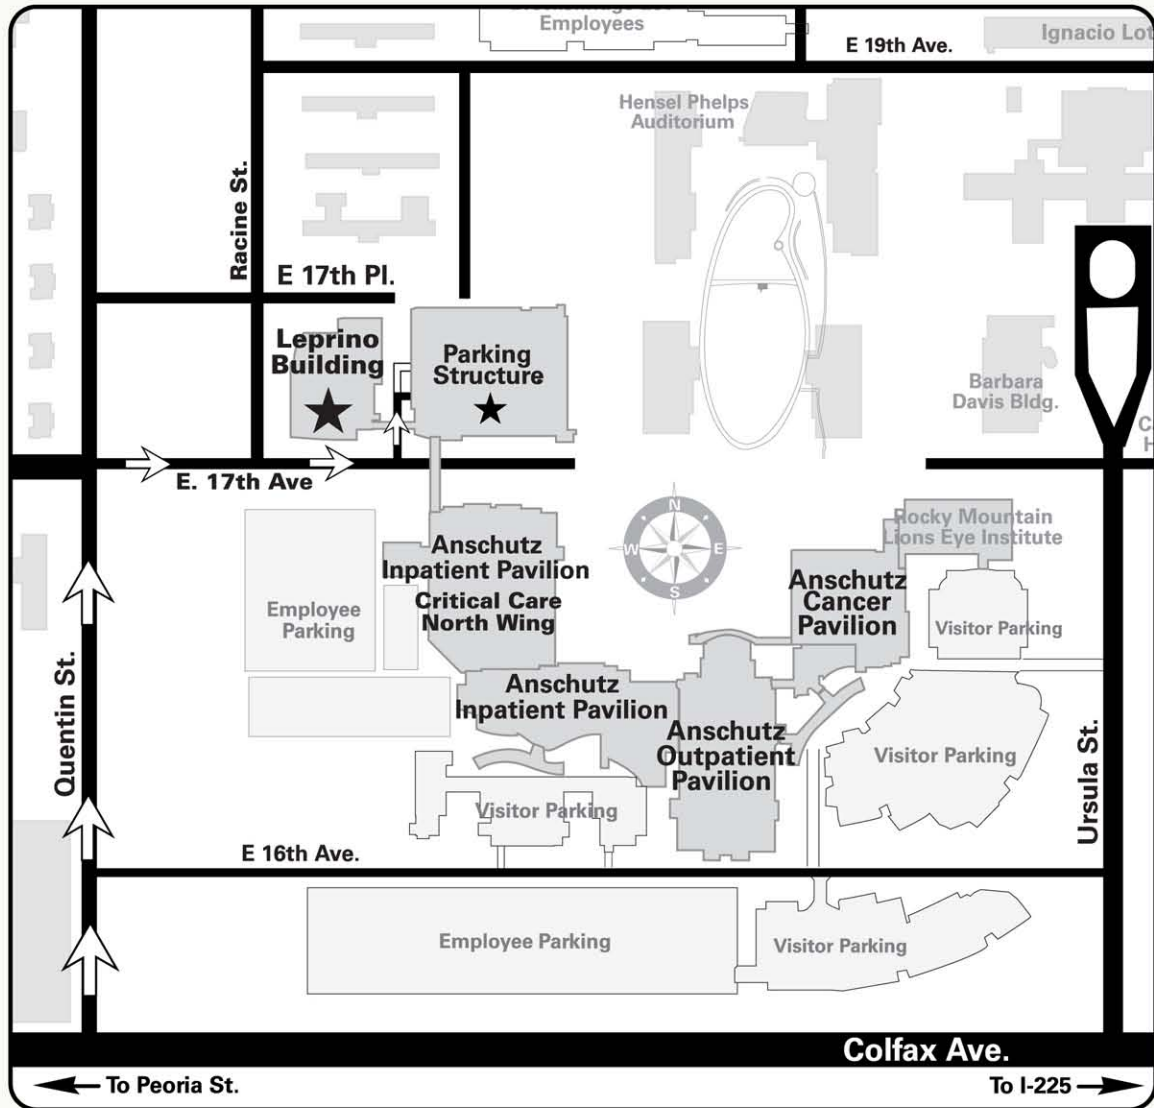 Employees
E 19th Ave.
Ignacio Lot
Hensel Phelps
Auditorium
Racine St.
E 17th Pl.
Leprino
Building
Parking
Structure
Barbara
Davis Bldg.
E. 17th Ave
N
W
E
S
Rocky Mountain
Lions Eye Institute
Anschutz
Inpatient Pavilion
Critical Care
North Wing
Anschutz
Cancer
Pavilion
Employee
Parking
Visitor Parking
Quentin St.
Anschutz
Inpatient Pavilion
Anschutz
Outpatient
Pavilion
Visitor Parking
Ursula St.
Visitor Parking
E 16th Ave.
Employee Parking
Visitor Parking
Colfax Ave.
To Peoria St.
To I-225